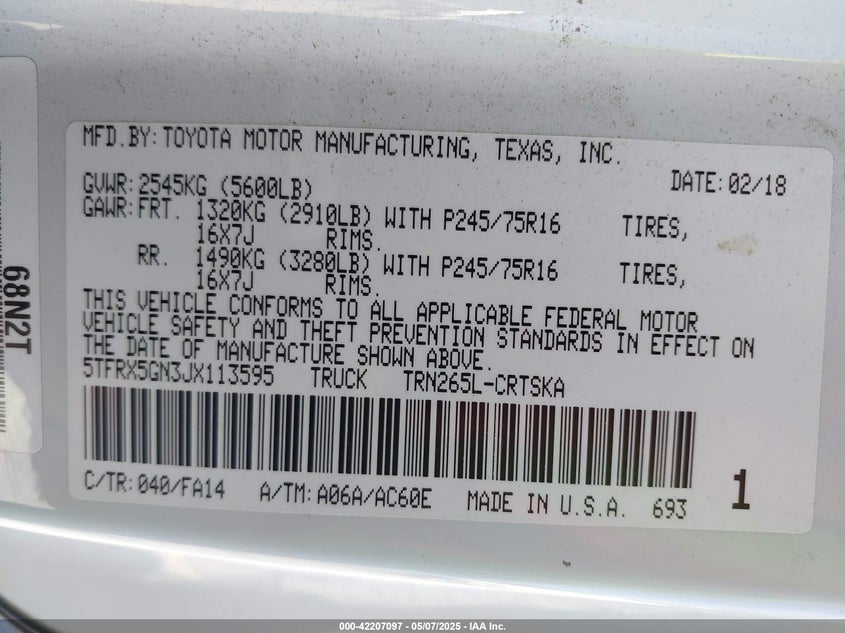 MFD.BY: TOYOTA MOTOR MANUFACTURING, TEXAS, INC.
DATE: 02/18
GVWR: 2545KG (5600LB)
GAWR: FRT. 1320KG (2910LB) WITH P245/75R16 TIRES,
16X7J RIMS.
RR. 1490KG (3280LB) WITH P245/75R16 TIRES,
16X7J RIMS.
THIS VEHICLE CONFORMS TO ALL APPLICABLE FEDERAL MOTOR
VEHICLE SAFETY AND THEFT PREVENTION STANDARDS IN EFFECT ON
THE DATE OF MANUFACTURE SHOWN ABOVE.
5TFRX5GN3JX113595 TRUCK TRN265L-CRTSKA
C/TR: 040/FA14 A/TM: A06A/AC60E MADE IN U.S.A. 693
1
68N2T
000-42207097 - 05/07/2025 - IAA Inc.